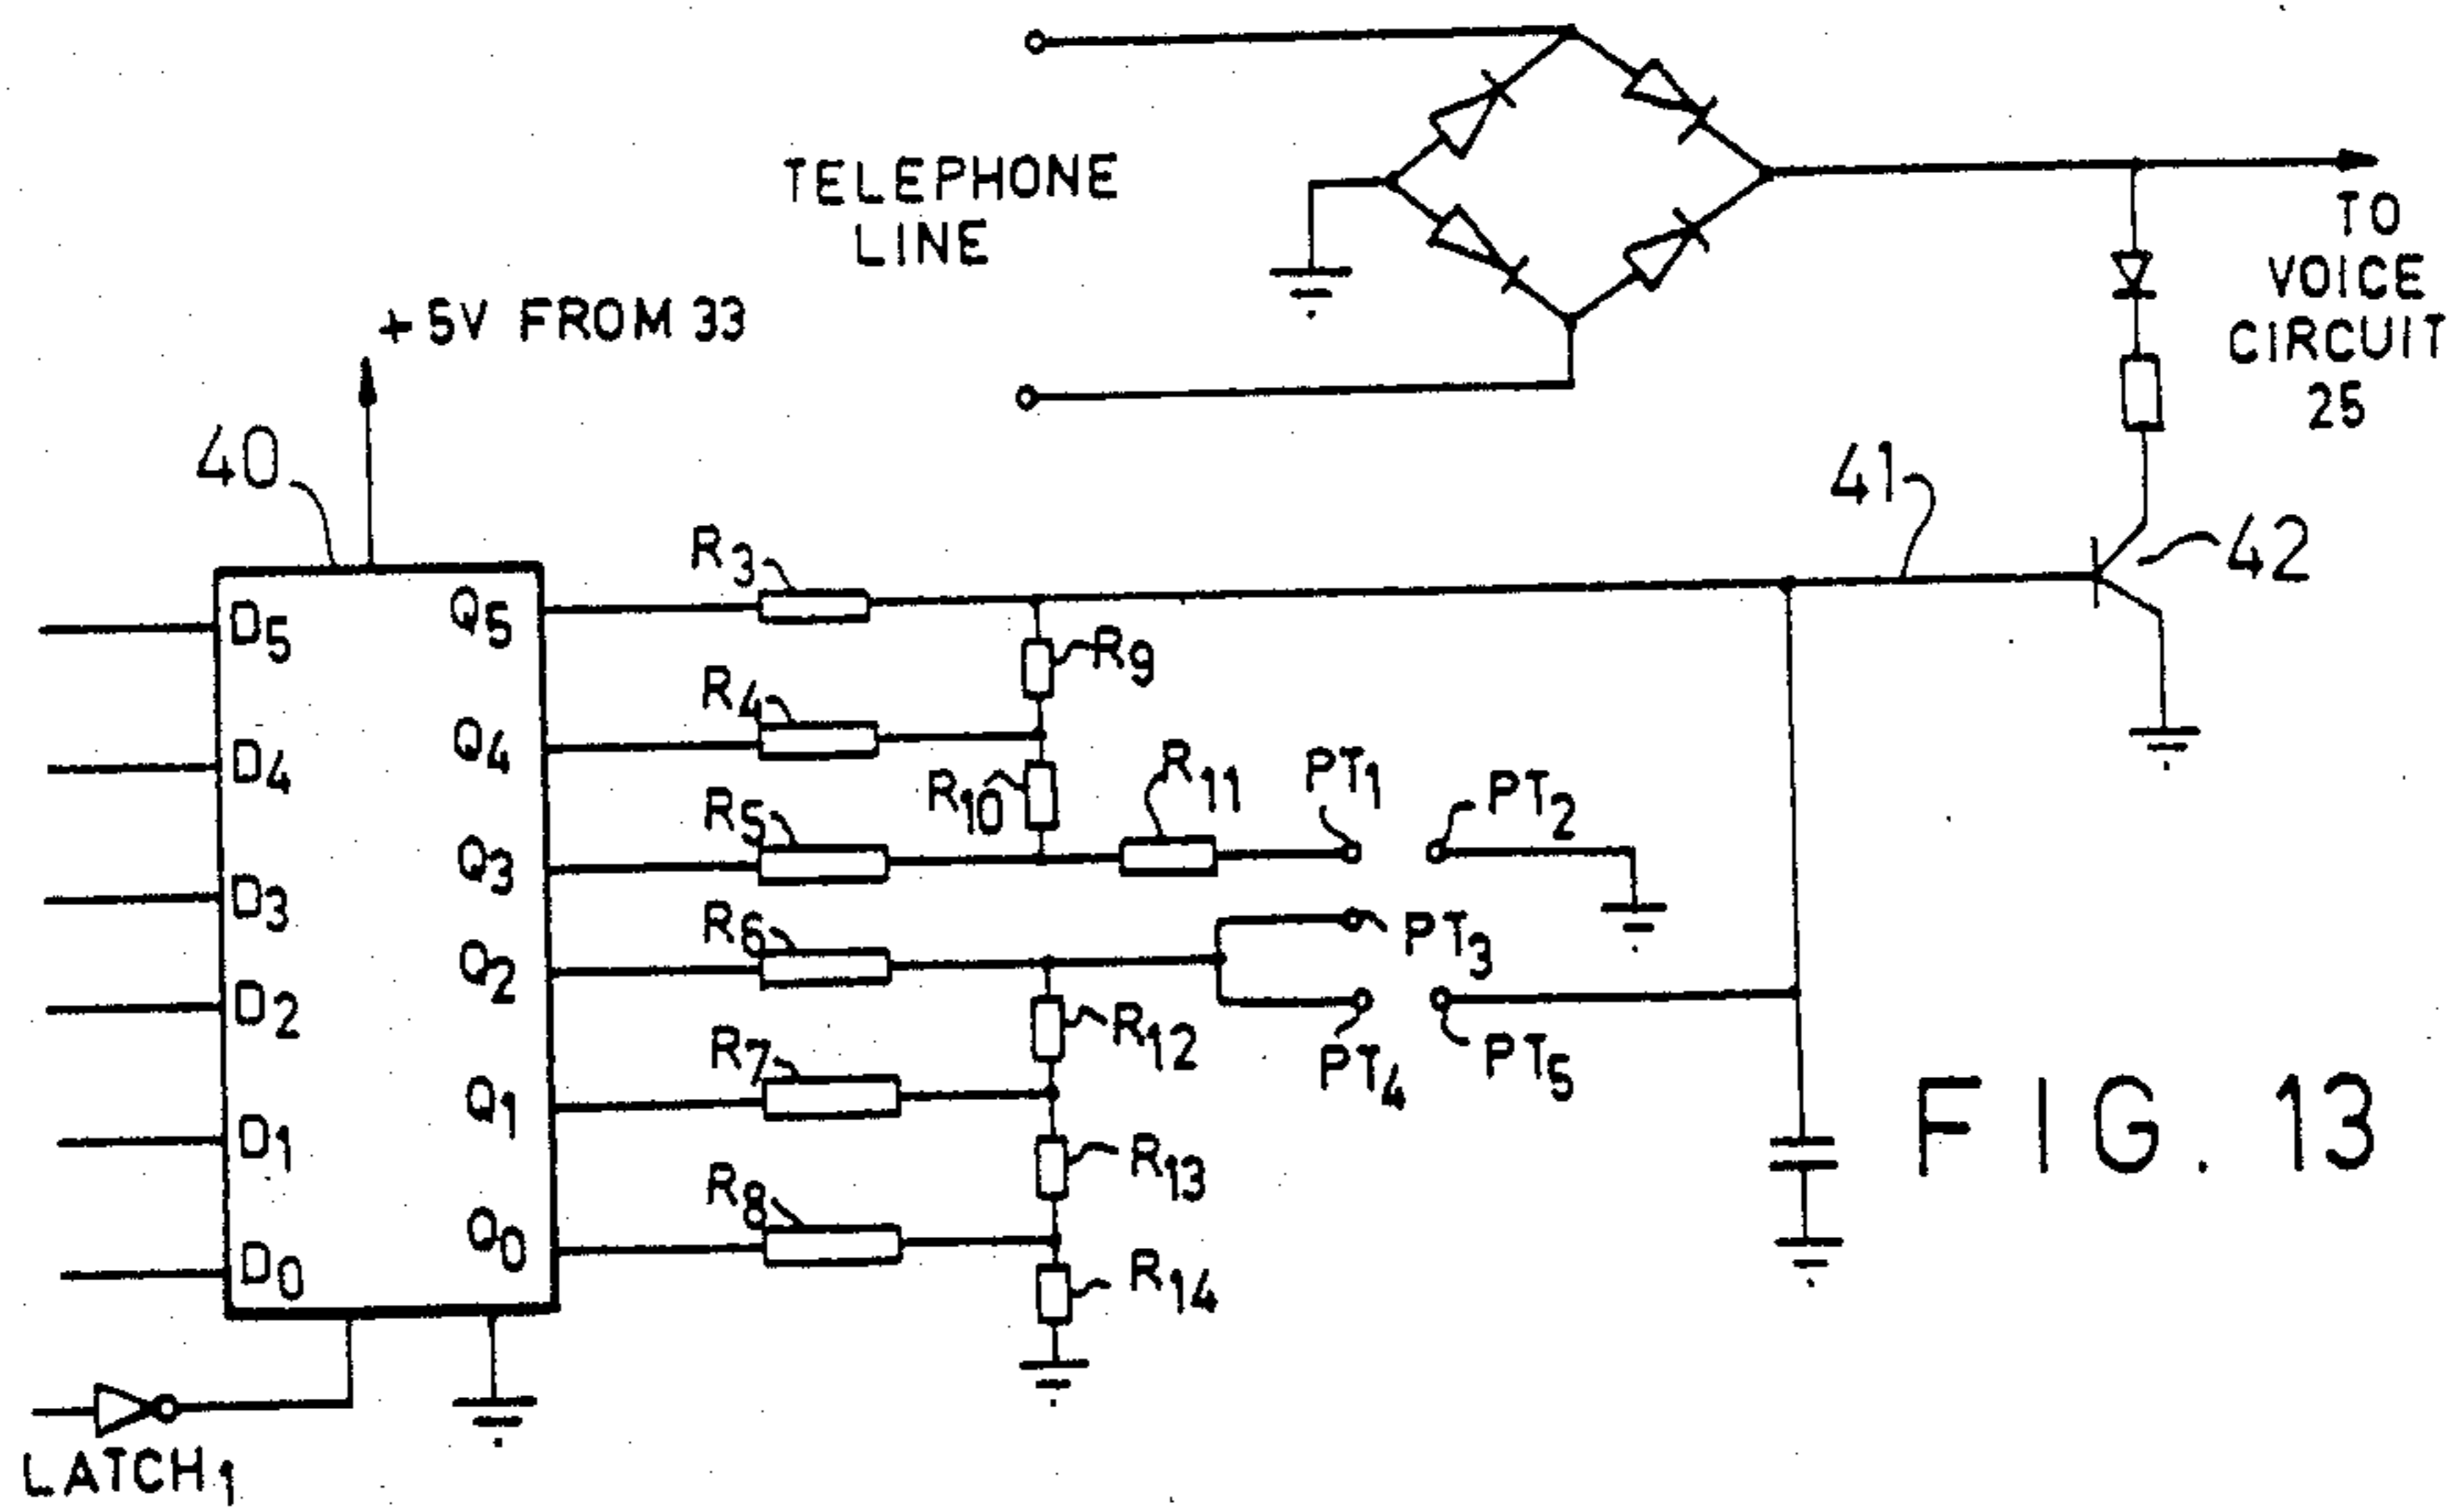 TELEPHONE
LINE
TO
VOICE
CIRCUIT
25
+5V FROM 33
40
41
42
R3
R9
R4
R10
R11
PT1
PT2
R5
R6
PT3
R12
R7
PT4
PT5
R13
R8
R14
D5
Q5
D4
Q4
D3
Q3
D2
Q2
D1
Q1
D0
Q0
LATCH1
FIG. 13